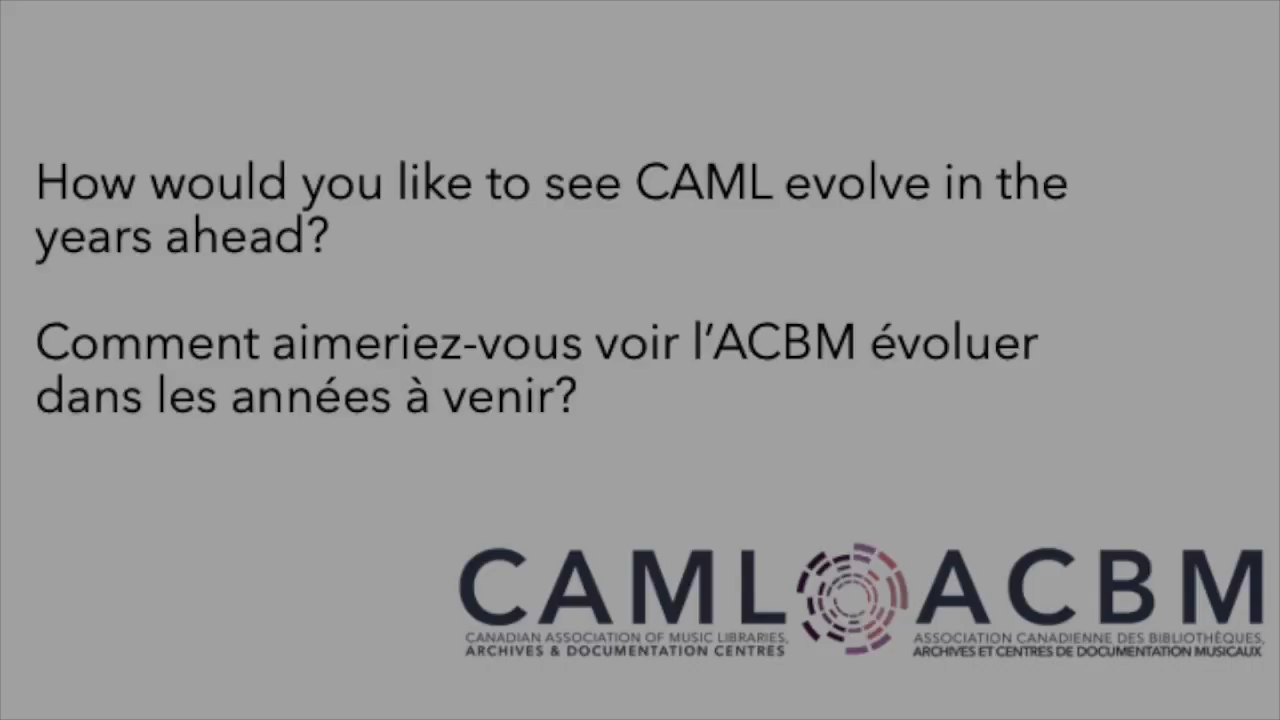 How would you like to see CAML evolve in the
years ahead?
Comment aimeriez-vous voir l'ACBM évoluer
dans les années à venir?
CAML ACBM
CANADIAN ASSOCIATION OF MUSIC LIBRARIES,
ARCHIVES & DOCUMENTATION CENTRES
ASSOCIATION CANADIENNE DES BIBLIOTHÈQUES,
ARCHIVES ET CENTRES DE DOCUMENTATION MUSICAUX